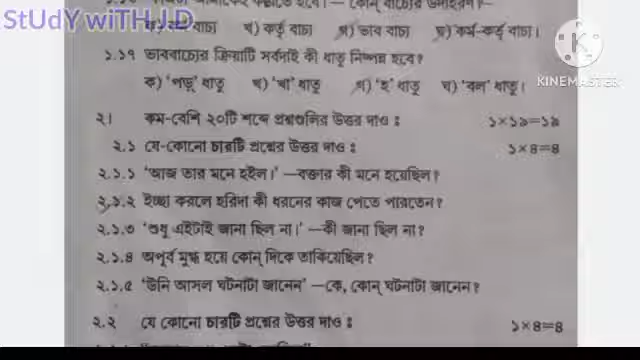 StUdY wiTH J.D
KINEMASTER
ক) কর্ম বাচ্য খ) কর্তৃ বাচ্য গ) ভাব বাচ্য ঘ) কর্ম-কর্তৃ বাচ্য।
১.১৭ ভাববাচ্যের ক্রিয়াটি সর্বদাই কী ধাতু নিষ্পন্ন হবে?
ক) 'পড়্' ধাতু খ) 'খা' ধাতু গ) 'হ' ধাতু ঘ) 'বল' ধাতু।
২। কম-বেশি ২০টি শব্দে প্রশ্নগুলির উত্তর দাও ঃ ১×১৯=১৯
২.১ যে-কোনো চারটি প্রশ্নের উত্তর দাও ঃ ১×৪=৪
২.১.১ 'আজ তার মনে হইল।' —বক্তার কী মনে হয়েছিল?
২.১.২ ইচ্ছা করলে হরিদা কী ধরনের কাজ পেতে পারতেন?
২.১.৩ 'শুধু এইটাই জানা ছিল না।' —কী জানা ছিল না?
২.১.৪ অপূর্ব মুগ্ধ হয়ে কোন্ দিকে তাকিয়েছিল?
২.১.৫ 'উনি আসল ঘটনাটা জানেন' —কে, কোন্ ঘটনাটা জানেন?
২.২ যে কোনো চারটি প্রশ্নের উত্তর দাও ঃ ১×৪=৪